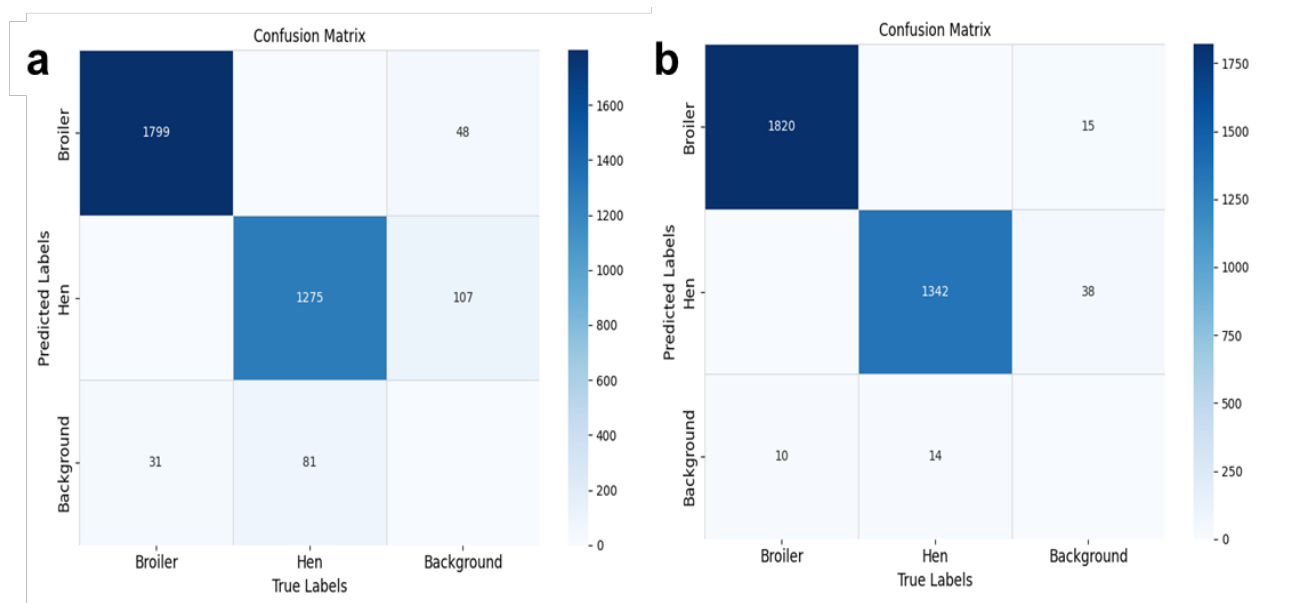 a
Confusion Matrix
Broiler
Hen
Background
Predicted Labels
1799
48
1275
107
31
81
Broiler
Hen
Background
True Labels
1600
1400
1200
1000
800
600
400
200
0
b
Confusion Matrix
Broiler
Hen
Background
Predicted Labels
1820
15
1342
38
10
14
Broiler
Hen
Background
True Labels
1750
1500
1250
1000
750
500
250
0